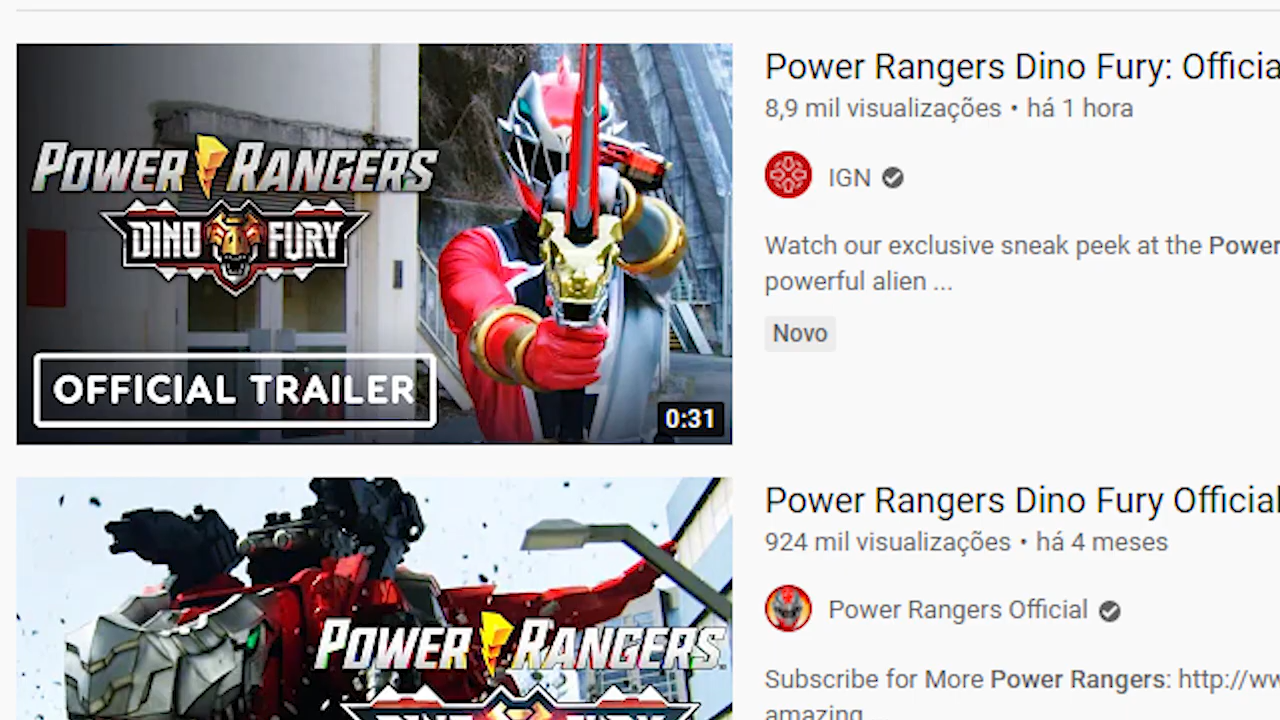 Power Rangers Dino Fury: Officia
8,9 mil visualizações • há 1 hora
POWER RANGERS
DINO FURY
IGN
Watch our exclusive sneak peek at the Power
powerful alien ...
Novo
OFFICIAL TRAILER
0:31
Power Rangers Dino Fury Official
924 mil visualizações • há 4 meses
Power Rangers Official
POWER RANGERS
Subscribe for More Power Rangers: http://ww
amazing